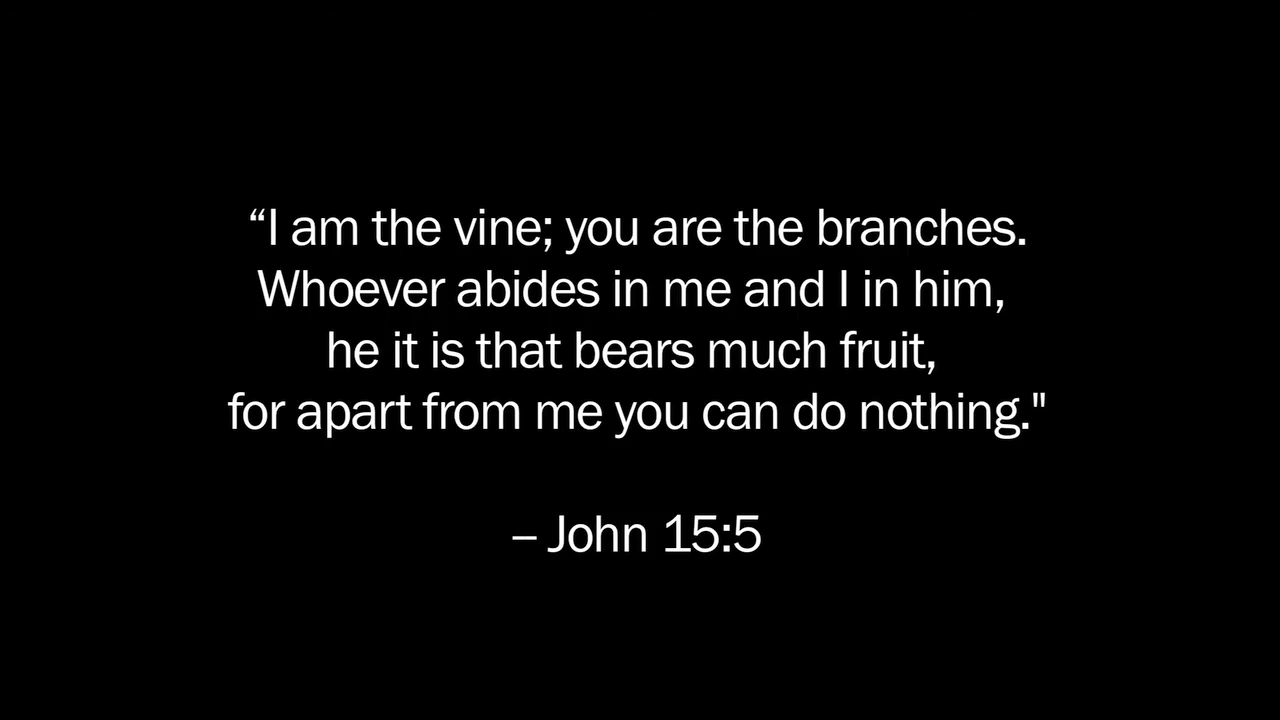 “I am the vine; you are the branches.
Whoever abides in me and I in him,
he it is that bears much fruit,
for apart from me you can do nothing."
– John 15:5